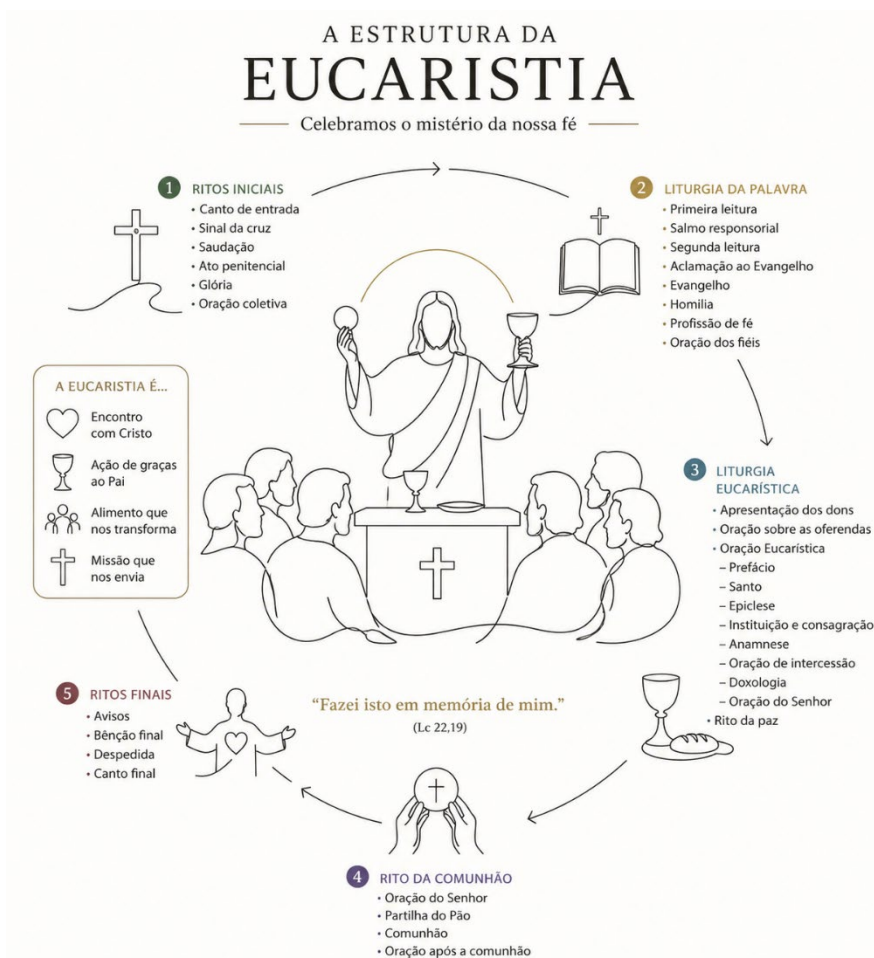 A ESTRUTURA DA
EUCARISTIA
Celebramos o mistério da nossa fé
1 RITOS INICIAIS
• Canto de entrada
• Sinal da cruz
• Saudação
• Ato penitencial
• Glória
• Oração coletiva
2 LITURGIA DA PALAVRA
• Primeira leitura
• Salmo responsorial
• Segunda leitura
• Aclamação ao Evangelho
• Evangelho
• Homilia
• Profissão de fé
• Oração dos fiéis
A EUCARISTIA É...
Encontro
com Cristo
Ação de graças
ao Pai
Alimento que
nos transforma
Missão que
nos envia
3 LITURGIA
EUCARÍSTICA
• Apresentação dos dons
• Oração sobre as oferendas
• Oração Eucarística
– Prefácio
– Santo
– Epiclese
– Instituição e consagração
– Anamnese
– Oração de intercessão
– Doxologia
– Oração do Senhor
• Rito da paz
5 RITOS FINAIS
• Avisos
• Bênção final
• Despedida
• Canto final
“Fazei isto em memória de mim.”
(Lc 22,19)
4 RITO DA COMUNHÃO
• Oração do Senhor
• Partilha do Pão
• Comunhão
• Oração após a comunhão